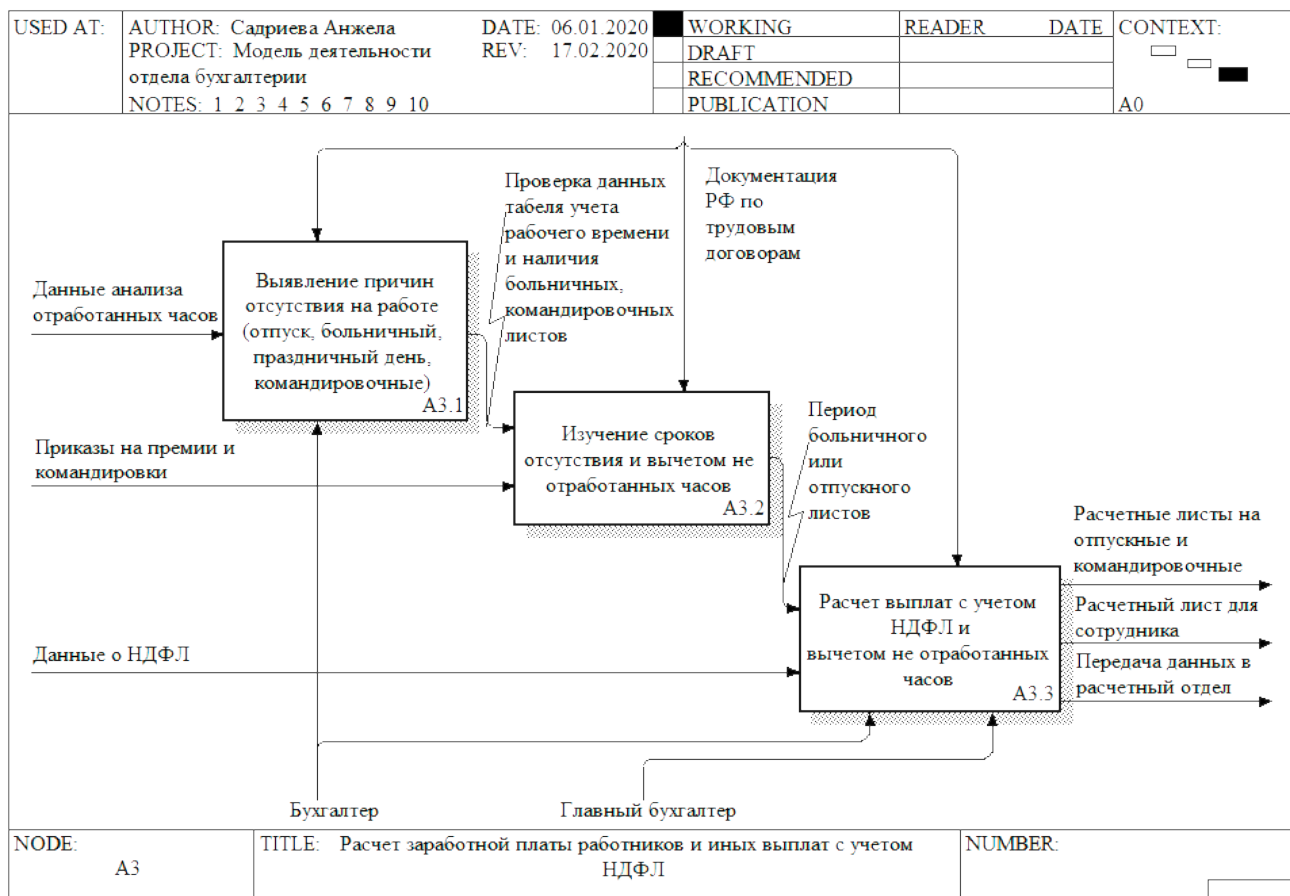 USED AT:
AUTHOR: Садриева Анжела
DATE: 06.01.2020
PROJECT: Модель деятельности
REV: 17.02.2020
отдела бухгалтерии
NOTES: 1 2 3 4 5 6 7 8 9 10
WORKING
DRAFT
RECOMMENDED
PUBLICATION
READER
DATE
CONTEXT:
A0
Документация
РФ по
трудовым
договорам
Проверка данных
табеля учета
рабочего времени
и наличия
больничных,
командировочных
листов
Данные анализа
отработанных часов
Выявление причин
отсутствия на работе
(отпуск, больничный,
праздничный день,
командировочные)
A3.1
Приказы на премии и
командировки
Изучение сроков
отсутствия и вычетом не
отработанных часов
A3.2
Период
больничного
или
отпускного
листов
Данные о НДФЛ
Расчет выплат с учетом
НДФЛ и
вычетом не отработанных
часов
A3.3
Расчетные листы на
отпускные и
командировочные
Расчетный лист для
сотрудника
Передача данных в
расчетный отдел
Бухгалтер
Главный бухгалтер
NODE:
A3
TITLE: Расчет заработной платы работников и иных выплат с учетом
НДФЛ
NUMBER: